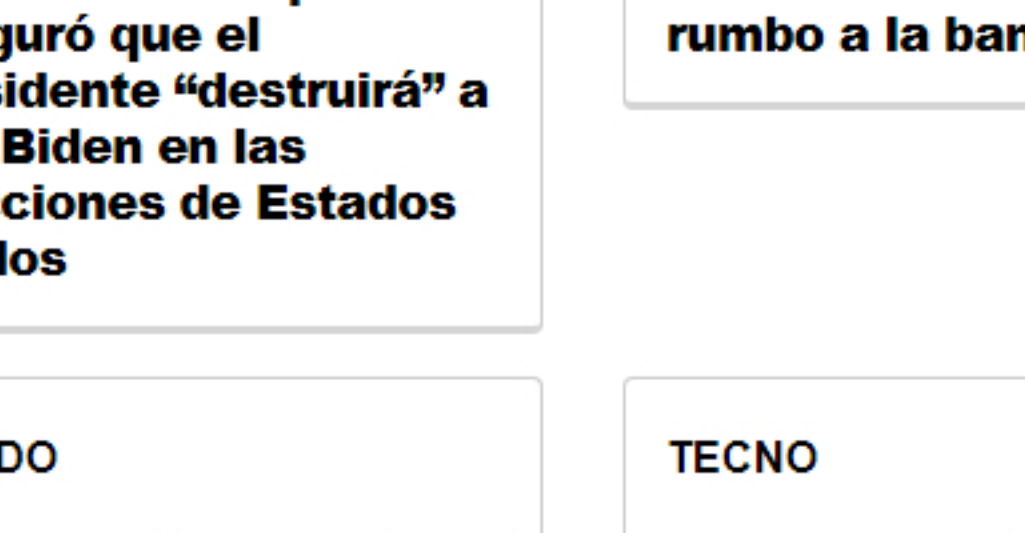 guró que el
sidente “destruirá” a
Biden en las
ciones de Estados
dos
rumbo a la ban
DO
TECNO